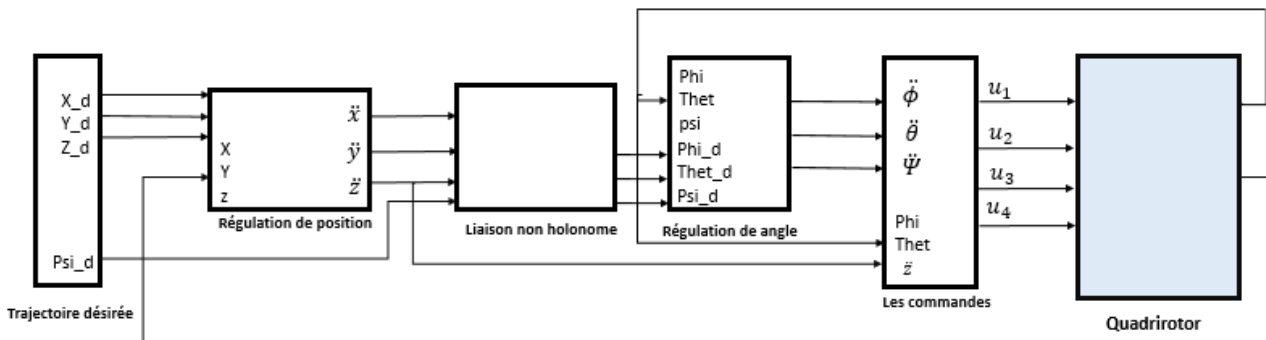 X_d
Y_d
Z_d
Psi_d
Trajectoire désirée
X
Y
z
ẍ
ÿ
z̈
Régulation de position
Liaison non holonome
Phi
Thet
psi
Phi_d
Thet_d
Psi_d
Régulation de angle
ϕ̈
θ̈
Ψ̈
Phi
Thet
z̈
Les commandes
u₁
u₂
u₃
u₄
Quadrirotor